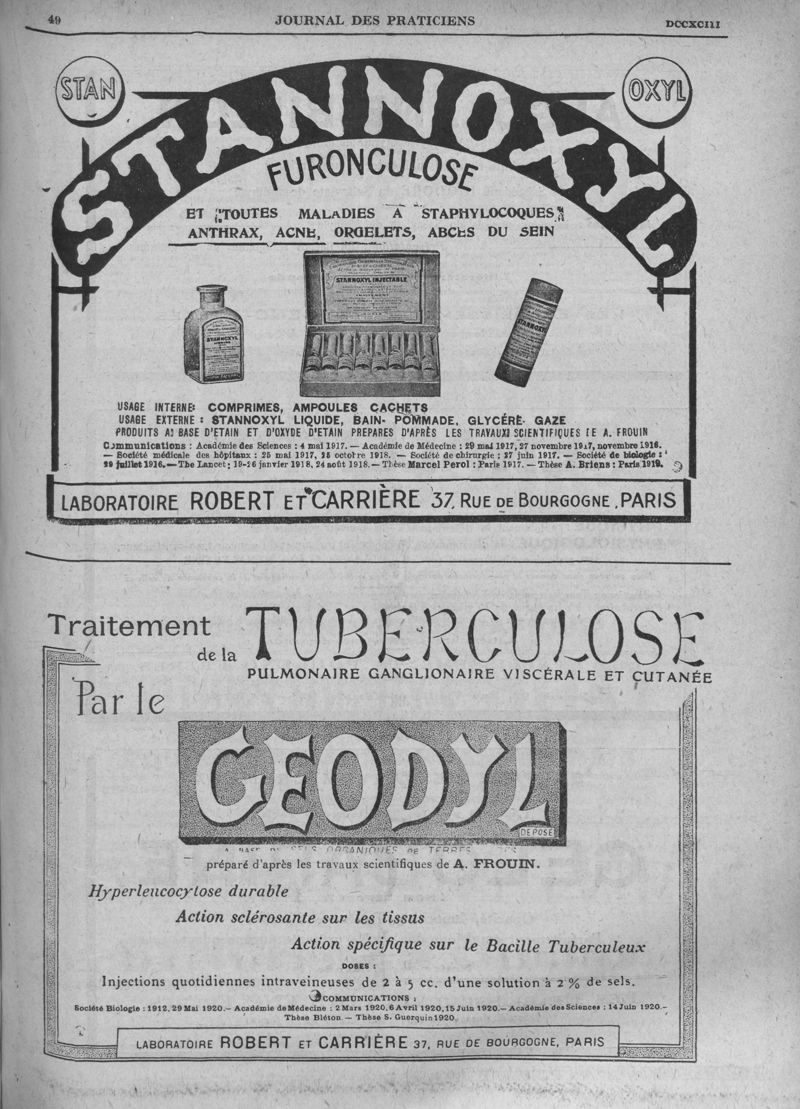 49
JOURNAL DES PRATICIENS
DCCXCIII
STAN
OXYL
STANNOXYL
FURONCULOSE
ET TOUTES MALADIES A STAPHYLOCOQUES
ANTHRAX, ACNE, ORGELETS, ABCES DU SEIN
STANNOXYL INJECTABLE
STANNOXYL
STANNOXYL
USAGE INTERNE: COMPRIMES, AMPOULES CACHETS
USAGE EXTERNE : STANNOXYL LIQUIDE, BAIN- POMMADE, GLYCÉRÉ- GAZE
PRODUITS A BASE D'ETAIN ET D'OXYDE D'ETAIN PREPARES D'APRÈS LES TRAVAUX SCIENTIFIQUES DE A. FROUIN
Communications : Académie des Sciences : 4 mai 1917. — Académie de Médecine : 29 mai 1917, 27 novembre 1917, novembre 1918.
— Société médicale des hôpitaux : 25 mai 1917, 25 octobre 1918. — Société de chirurgie : 27 juin 1917. — Société de biologie :
29 juillet 1916. — The Lancet : 19-26 janvier 1918, 24 août 1918. — Thèse Marcel Perol : Paris 1917. — Thèse A. Briens : Paris 1919.
LABORATOIRE ROBERT ET CARRIÈRE 37, RUE DE BOURGOGNE, PARIS
Traitement
de la TUBERCULOSE
PULMONAIRE GANGLIONAIRE VISCÉRALE ET CUTANÉE
Par le
GEODYL
DEPOSE
SELS ORGANIQUES DE TERRES
préparé d'après les travaux scientifiques de A. FROUIN.
Hyperleucocytose durable
Action sclérosante sur les tissus
Action spécifique sur le Bacille Tuberculeux
DOSES :
Injections quotidiennes intraveineuses de 2 à 5 cc. d'une solution à 2 % de sels.
COMMUNICATIONS :
Société Biologie : 1912, 29 Mai 1920. — Académie de Médecine : 2 Mars 1920, 6 Avril 1920, 15 Juin 1920. — Académie des Sciences : 14 Juin 1920. —
Thèse Bléton — Thèse S. Guerquin 1920.
LABORATOIRE ROBERT ET CARRIÈRE 37, RUE DE BOURGOGNE, PARIS